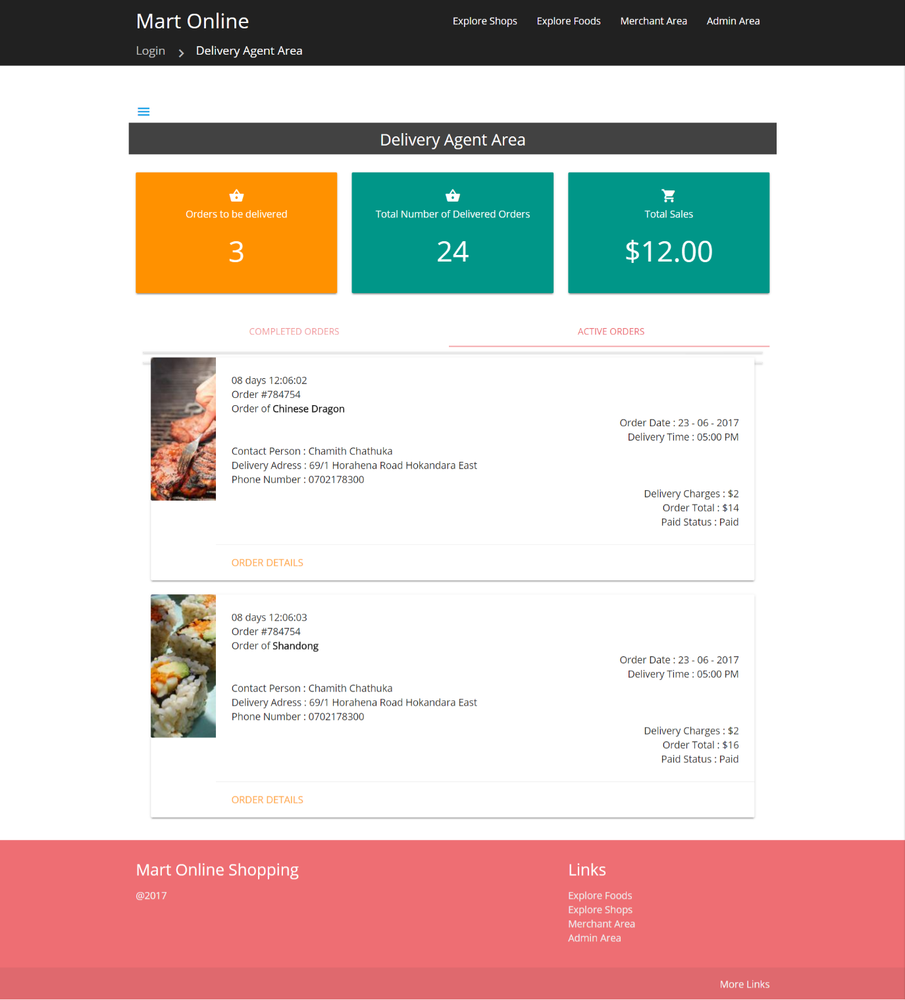 Mart Online
Explore Shops
Explore Foods
Merchant Area
Admin Area
Login
Delivery Agent Area
Delivery Agent Area
Orders to be delivered
3
Total Number of Delivered Orders
24
Total Sales
$12.00
COMPLETED ORDERS
ACTIVE ORDERS
08 days 12:06:02
Order #784754
Order of Chinese Dragon
Order Date : 23 - 06 - 2017
Delivery Time : 05:00 PM
Contact Person : Chamith Chathuka
Delivery Adress : 69/1 Horahena Road Hokandara East
Phone Number : 0702178300
Delivery Charges : $2
Order Total : $14
Paid Status : Paid
ORDER DETAILS
08 days 12:06:03
Order #784754
Order of Shandong
Order Date : 23 - 06 - 2017
Delivery Time : 05:00 PM
Contact Person : Chamith Chathuka
Delivery Adress : 69/1 Horahena Road Hokandara East
Phone Number : 0702178300
Delivery Charges : $2
Order Total : $16
Paid Status : Paid
ORDER DETAILS
Mart Online Shopping
@2017
Links
Explore Foods
Explore Shops
Merchant Area
Admin Area
More Links